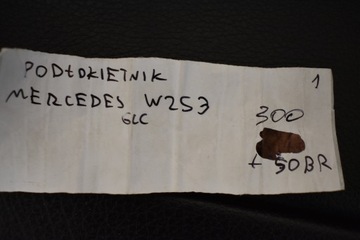 PODŁOKIETNIK
1
MERCEDES W253
GLC
300
+ 50BR